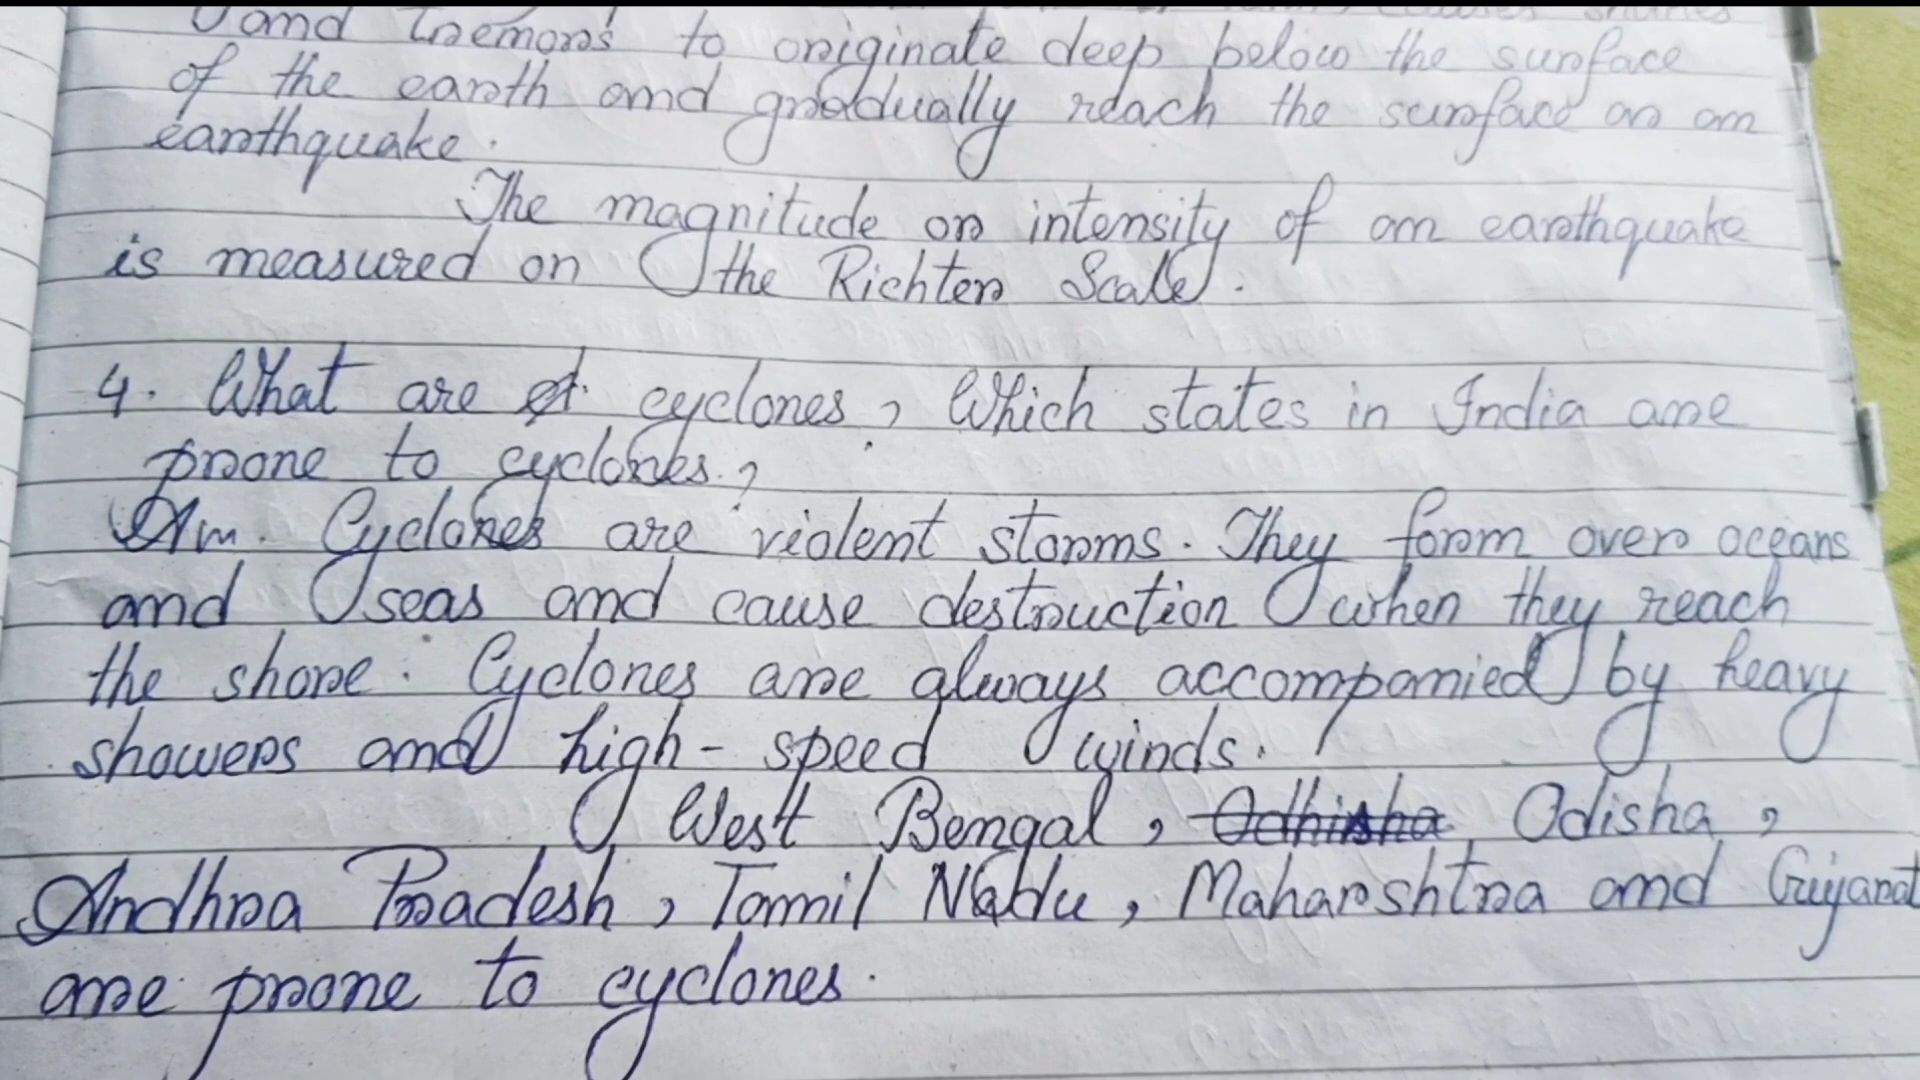 and tremors to originate deep below the surface
of the earth and gradually reach the surface as an
earthquake.
The magnitude or intensity of an earthquake
is measured on the Richter Scale.
4. What are cyclones, Which states in India are
prone to cyclones.?
Ans. Cyclones are violent storms. They form over oceans
and seas and cause destruction when they reach
the shore. Cyclones are always accompanied by heavy
showers and high-speed winds.
West Bengal, Odhisha Odisha,
Andhra Pradesh, Tamil Nadu, Maharshtra and Gujarat
are prone to cyclones.